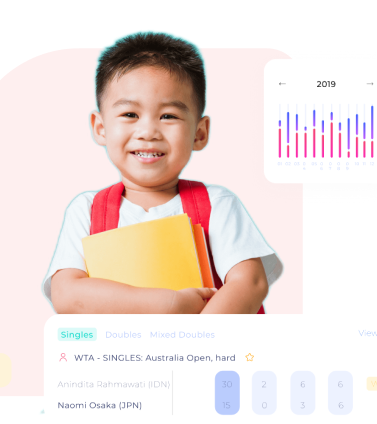 ← 2019 →
Singles Doubles Mixed Doubles View
WTA - SINGLES: Australia Open, hard
Anindita Rahmawati (IDN) 30 2 6 6
Naomi Osaka (JPN) 15 0 3 6